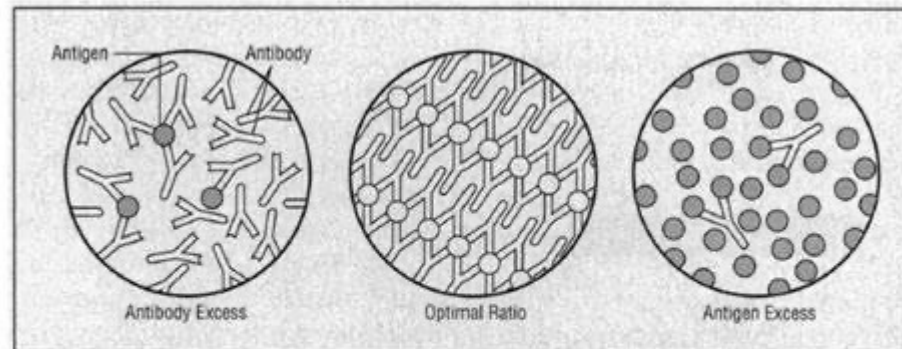 Antigen
Antibody
Antibody Excess
Optimal Ratio
Antigen Excess